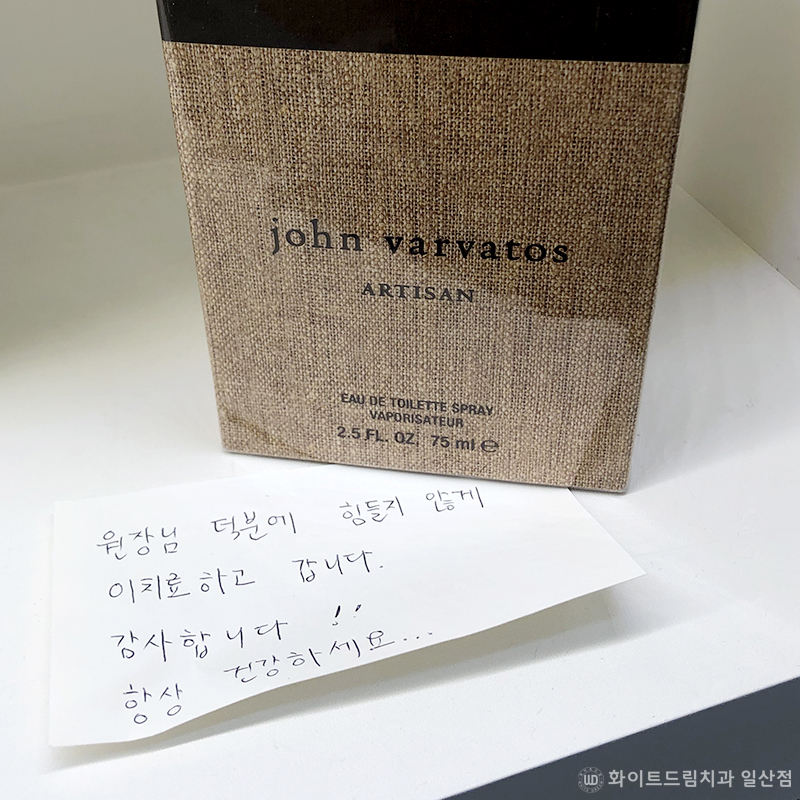 john varvatos
ARTISAN
EAU DE TOILETTE SPRAY
VAPORISATEUR
2.5 FL. OZ. 75 ml ℮
원장님 덕분에 힘들지 않게
이치료하고 갑니다.
감사합니다 !!
항상 건강하세요...
WD 화이트드림치과 일산점